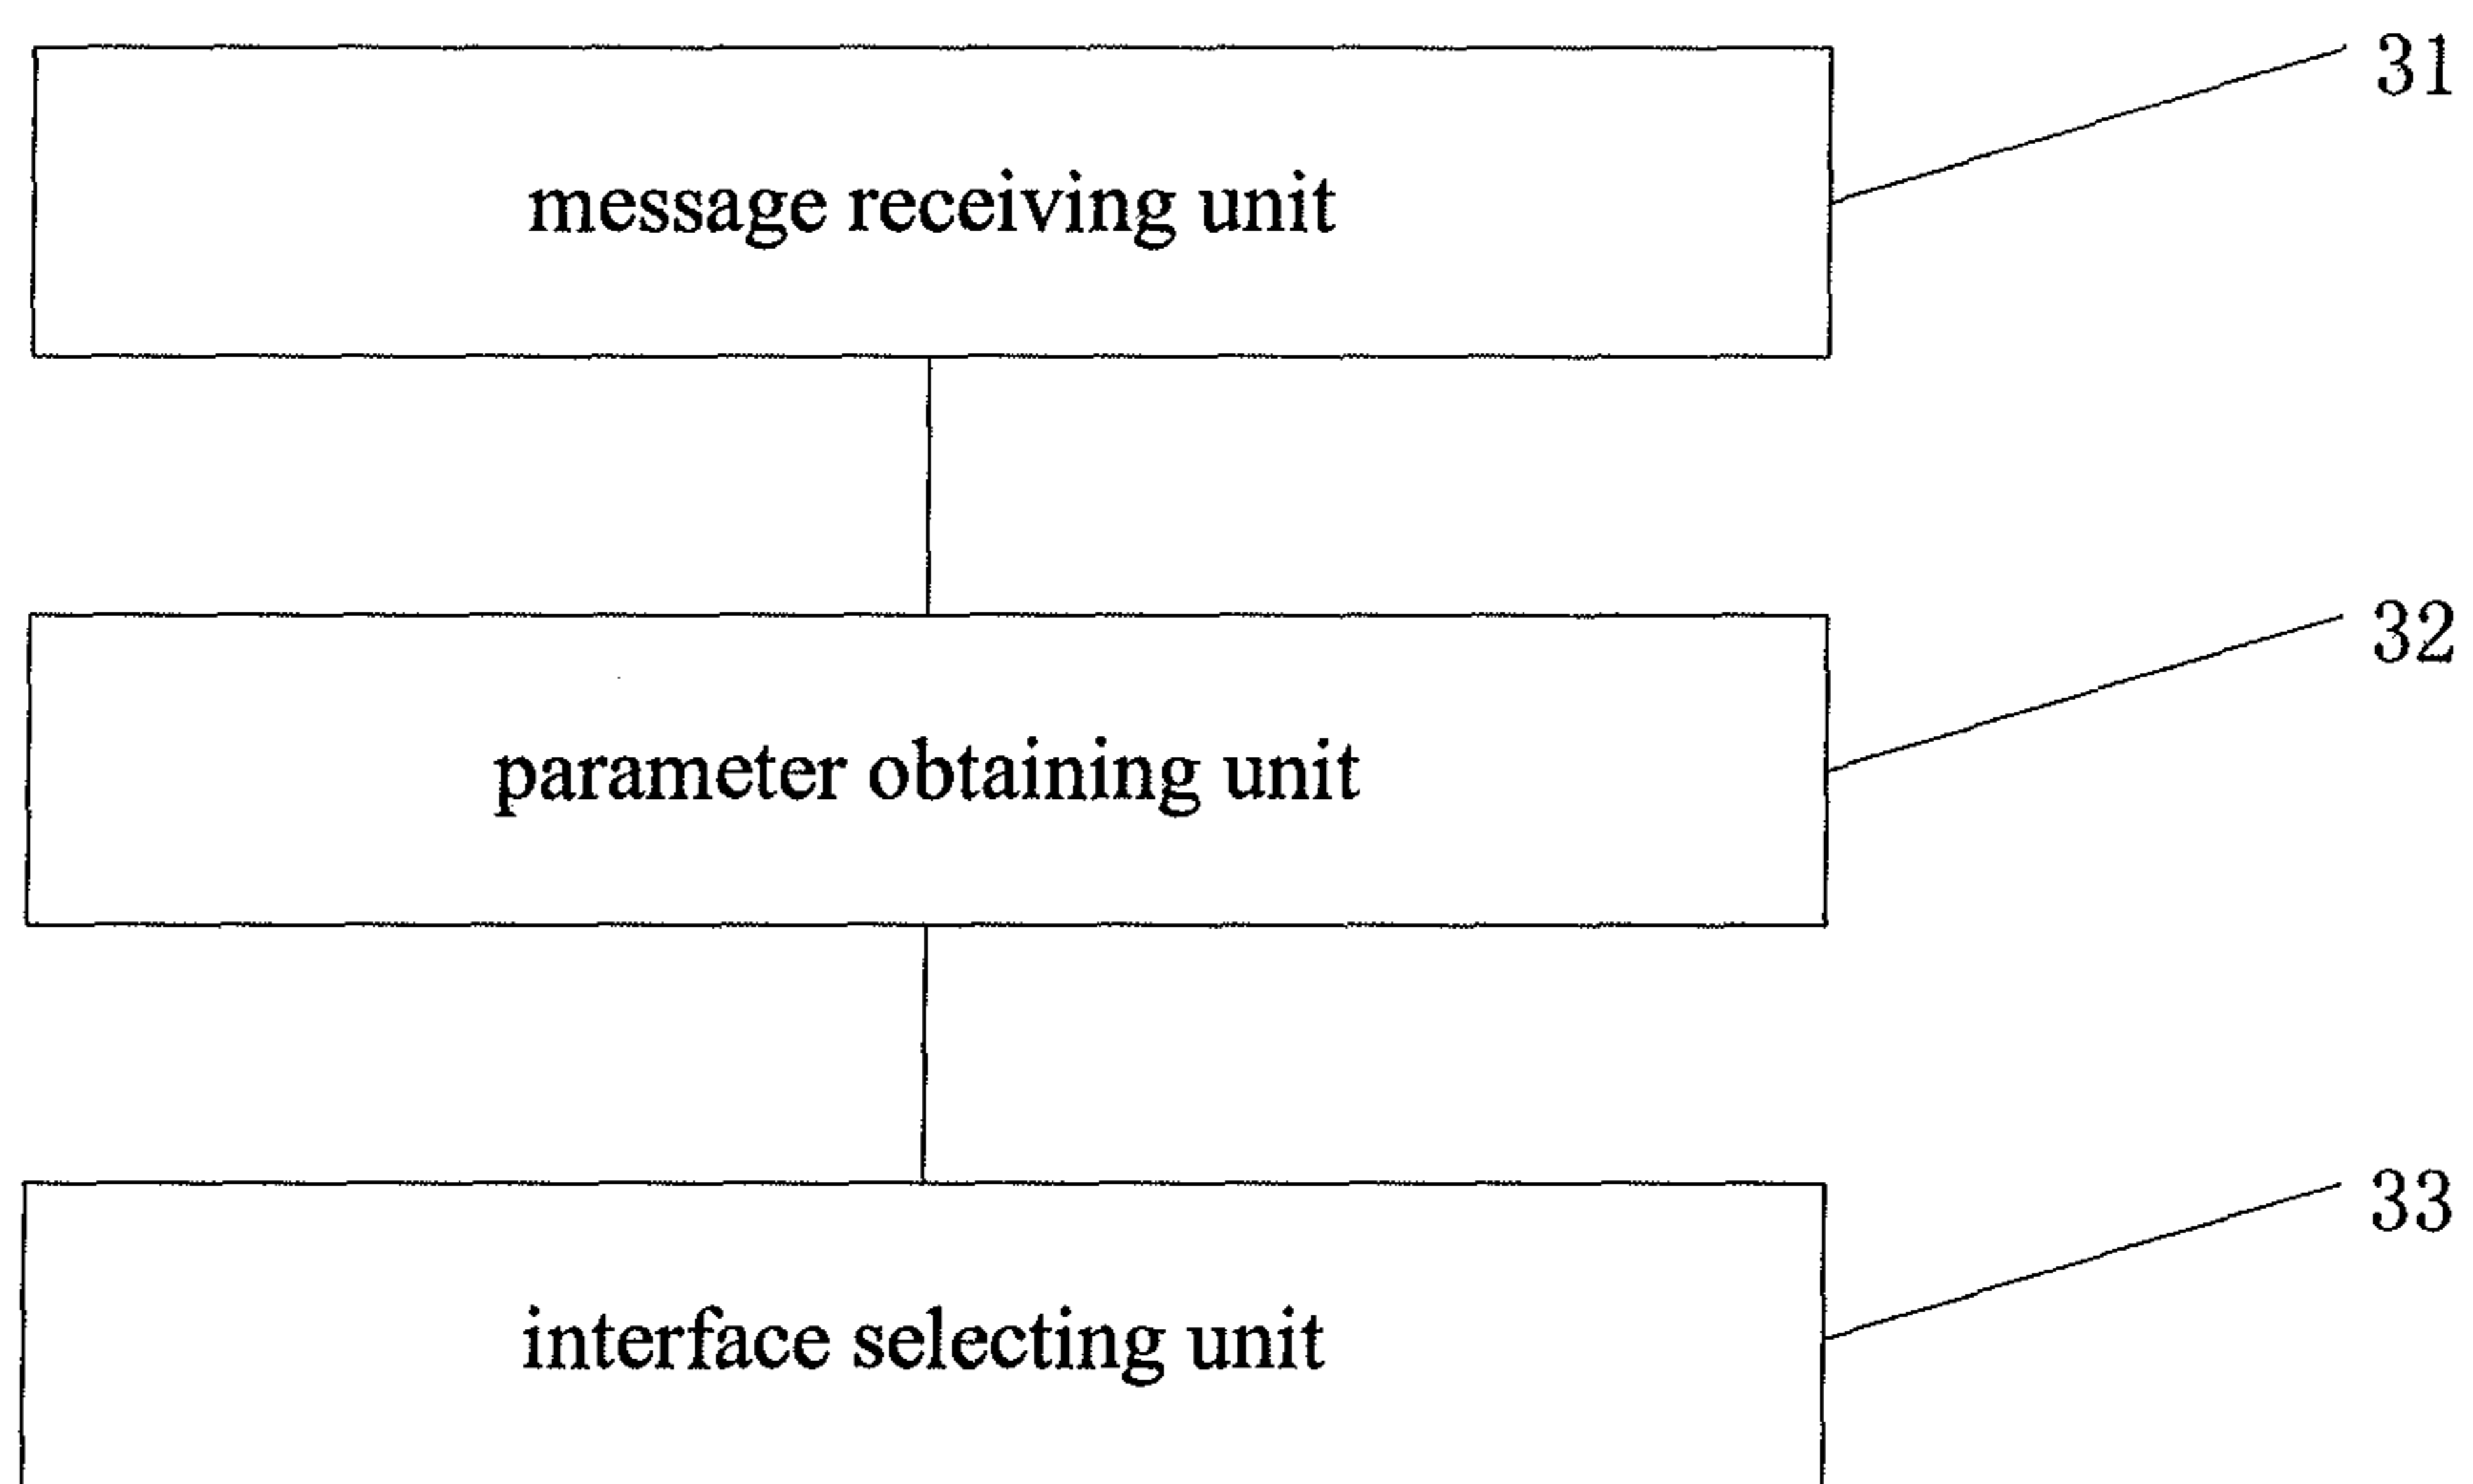 message receiving unit
31
parameter obtaining unit
32
interface selecting unit
33